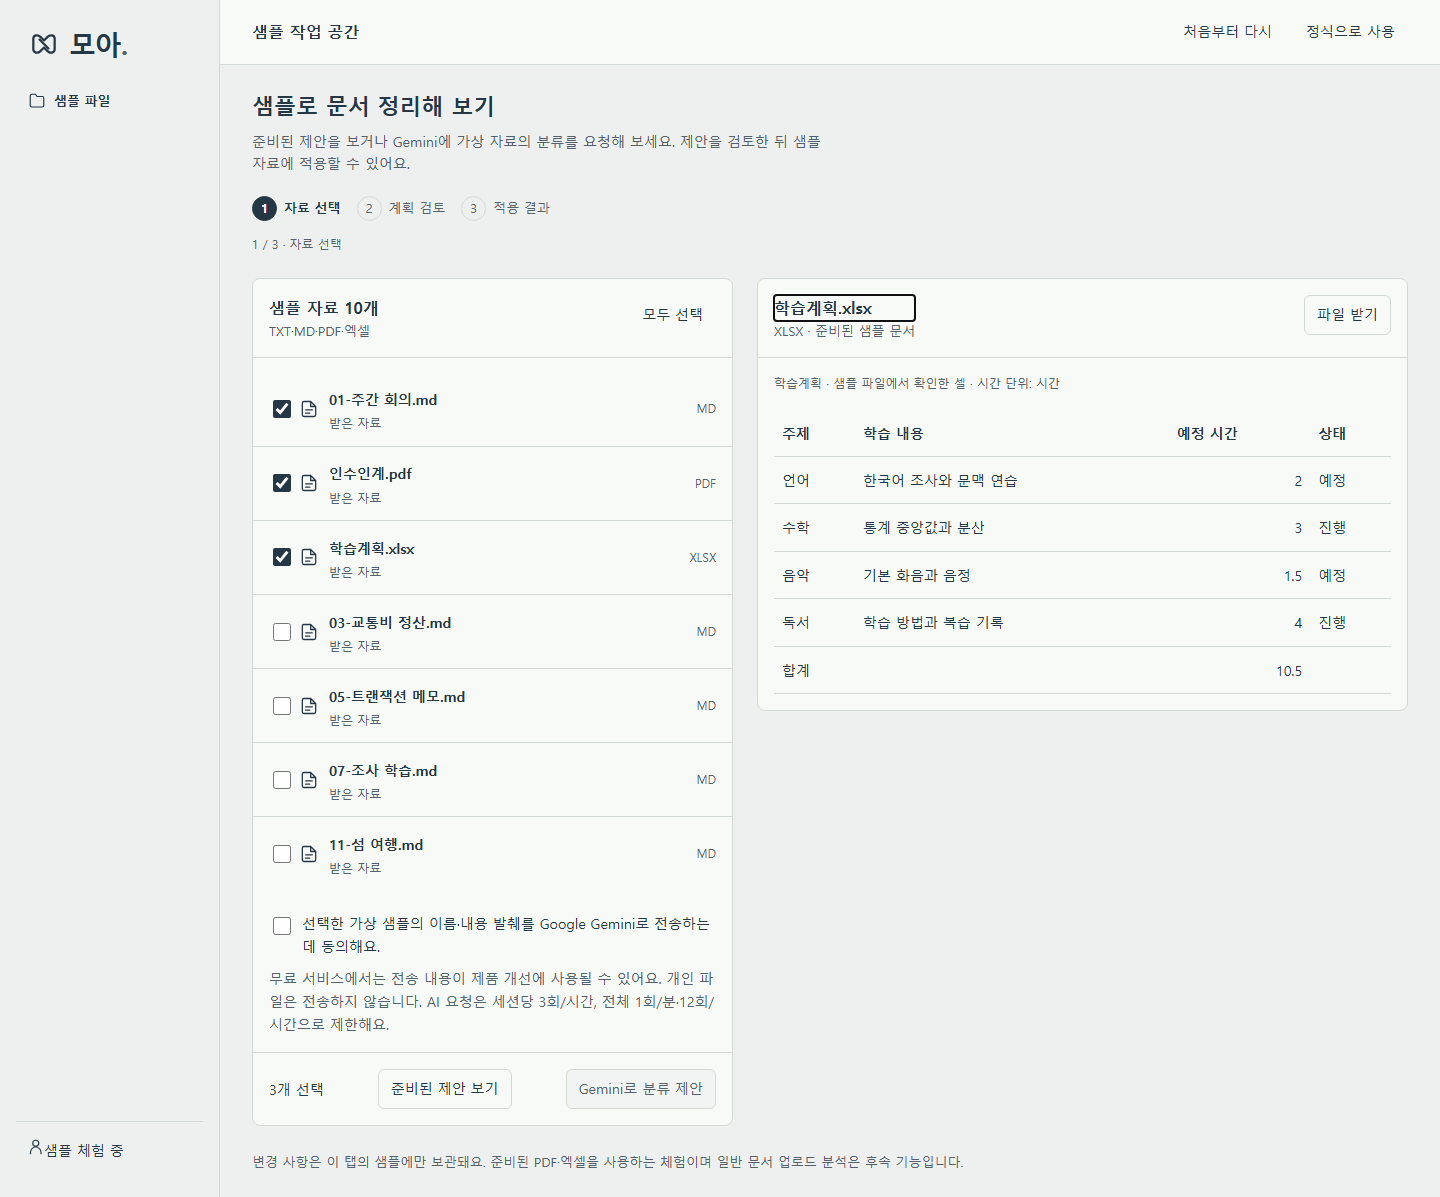 모아.
샘플 파일
샘플 작업 공간
처음부터 다시
정식으로 사용
샘플로 문서 정리해 보기
준비된 제안을 보거나 Gemini에 가상 자료의 분류를 요청해 보세요. 제안을 검토한 뒤 샘플
자료에 적용할 수 있어요.
1 자료 선택 2 계획 검토 3 적용 결과
1 / 3 · 자료 선택
샘플 자료 10개
TXT·MD·PDF·엑셀
모두 선택
01-주간 회의.md
받은 자료
MD
인수인계.pdf
받은 자료
PDF
학습계획.xlsx
받은 자료
XLSX
03-교통비 정산.md
받은 자료
MD
05-트랜잭션 메모.md
받은 자료
MD
07-조사 학습.md
받은 자료
MD
11-섬 여행.md
받은 자료
MD
선택한 가상 샘플의 이름·내용 발췌를 Google Gemini로 전송하는
데 동의해요.
무료 서비스에서는 전송 내용이 제품 개선에 사용될 수 있어요. 개인 파
일은 전송하지 않습니다. AI 요청은 세션당 3회/시간, 전체 1회/분·12회/
시간으로 제한해요.
3개 선택
준비된 제안 보기
Gemini로 분류 제안
학습계획.xlsx
XLSX · 준비된 샘플 문서
파일 받기
학습계획 · 샘플 파일에서 확인한 셀 · 시간 단위: 시간
주제 학습 내용 예정 시간 상태
언어 한국어 조사와 문맥 연습 2 예정
수학 통계 중앙값과 분산 3 진행
음악 기본 화음과 음정 1.5 예정
독서 학습 방법과 복습 기록 4 진행
합계 10.5
변경 사항은 이 탭의 샘플에만 보관돼요. 준비된 PDF·엑셀을 사용하는 체험이며 일반 문서 업로드 분석은 후속 기능입니다.
샘플 체험 중